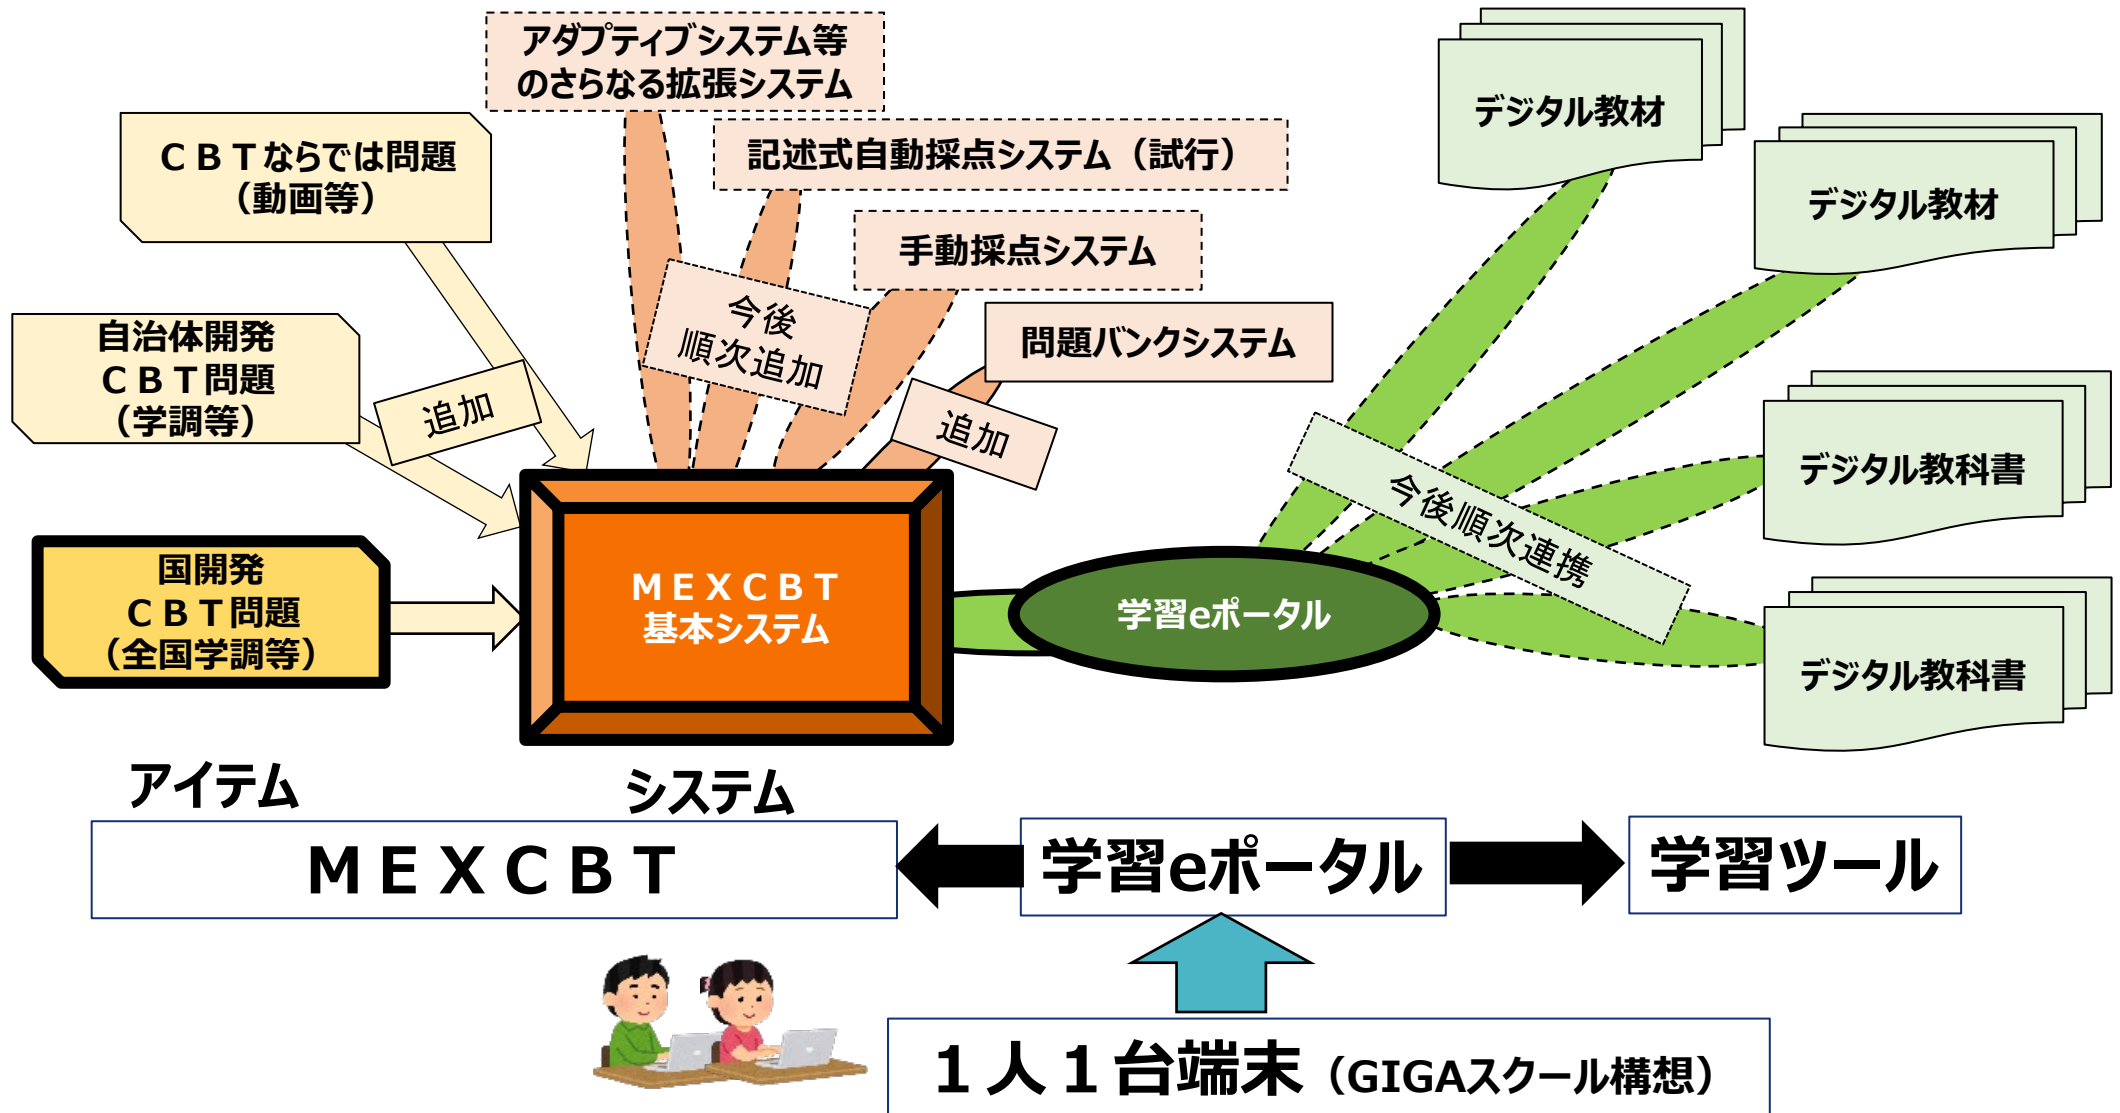 アダプティブシステム等
のさらなる拡張システム
記述式自動採点システム（試行）
手動採点システム
問題バンクシステム
ＣＢＴならでは問題
（動画等）
自治体開発
ＣＢＴ問題
（学調等）
追加
今後
順次追加
追加
国開発
ＣＢＴ問題
（全国学調等）
ＭＥＸＣＢＴ
基本システム
学習eポータル
今後順次連携
デジタル教材
デジタル教材
デジタル教科書
デジタル教科書
アイテム
システム
ＭＥＸＣＢＴ
学習eポータル
学習ツール
１人１台端末（GIGAスクール構想）